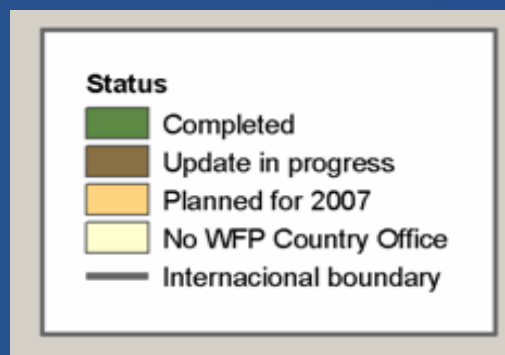 Status
Completed
Update in progress
Planned for 2007
No WFP Country Office
Internacional boundary